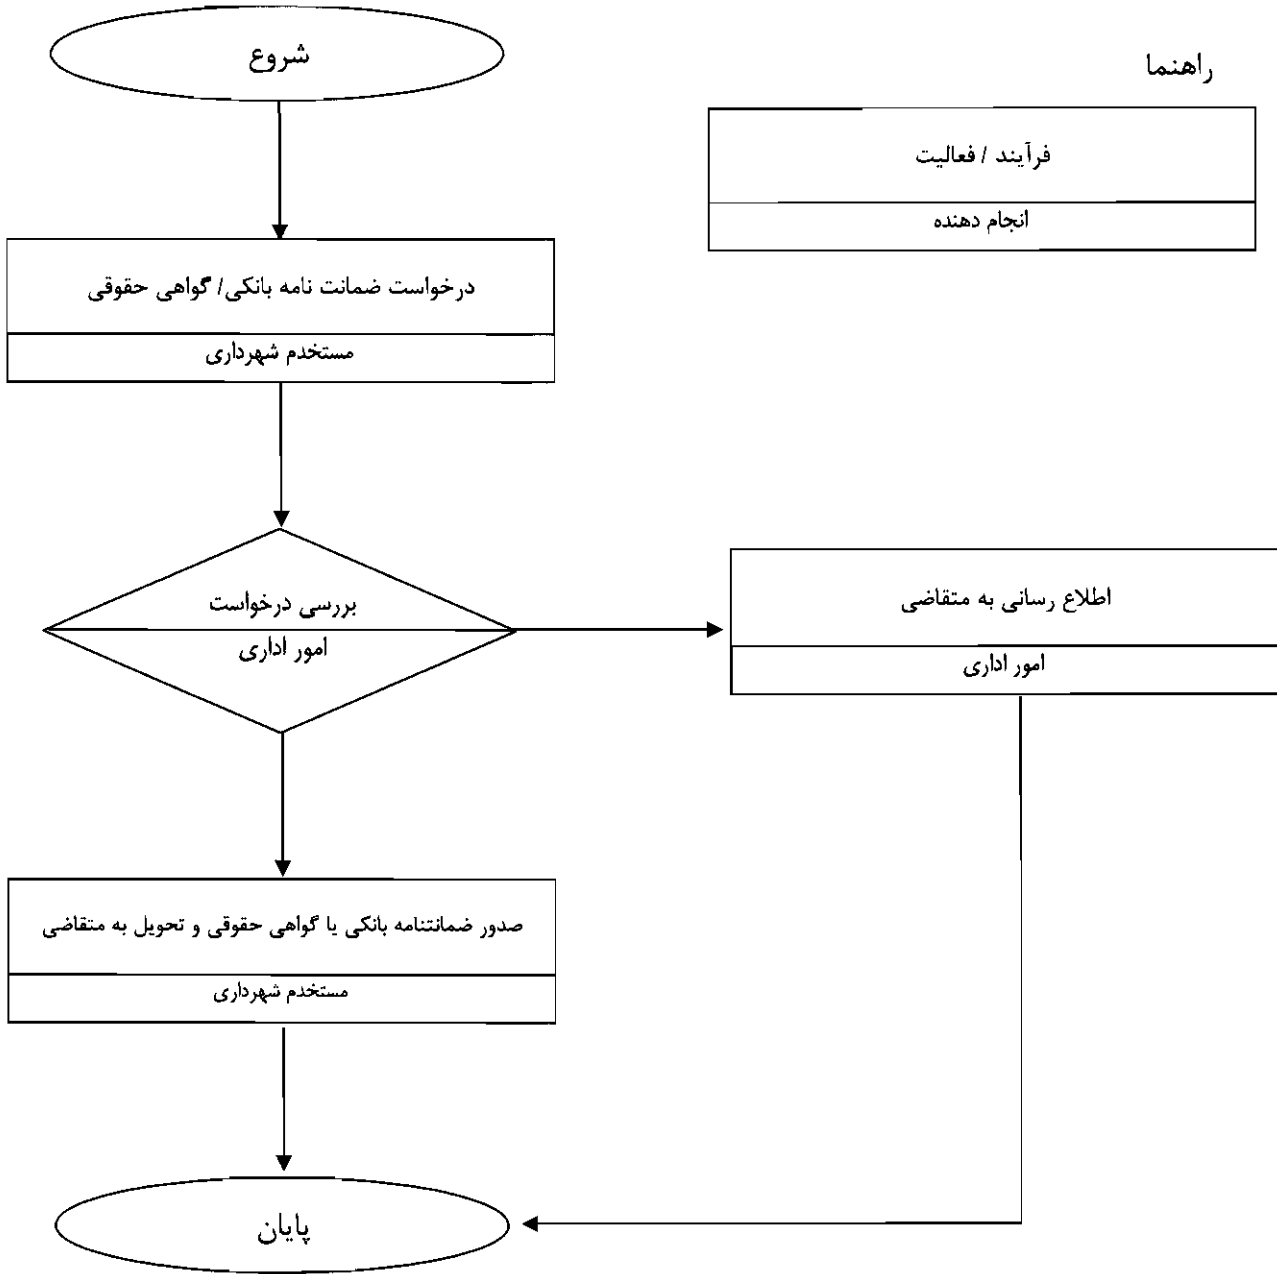 شروع
راهنما
فرآیند / فعالیت
انجام دهنده
درخواست ضمانت نامه بانکی/ گواهی حقوقی
مستخدم شهرداری
بررسی درخواست
امور اداری
اطلاع رسانی به متقاضی
امور اداری
صدور ضمانتنامه بانکی یا گواهی حقوقی و تحویل به متقاضی
مستخدم شهرداری
پایان